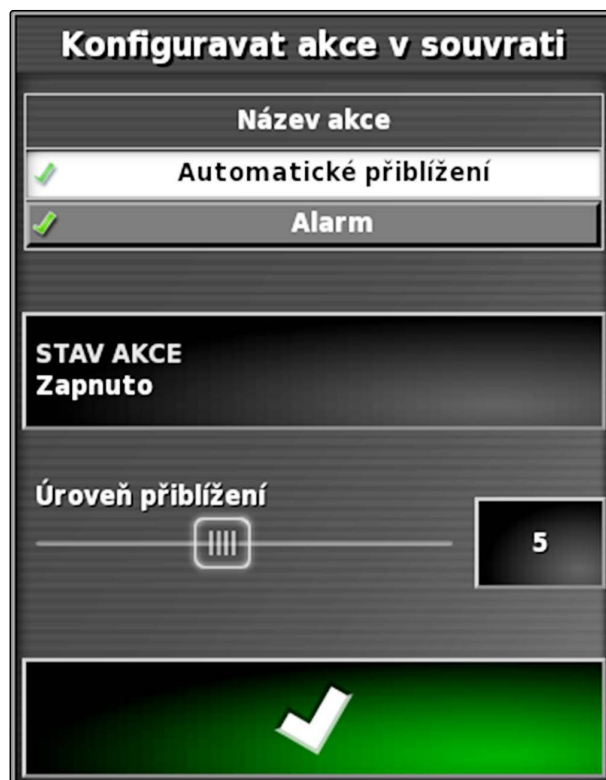 Konfiguravat akce v souvrati
Název akce
Automatické přiblížení
Alarm
STAV AKCE
Zapnuto
Úroveň přiblížení
5